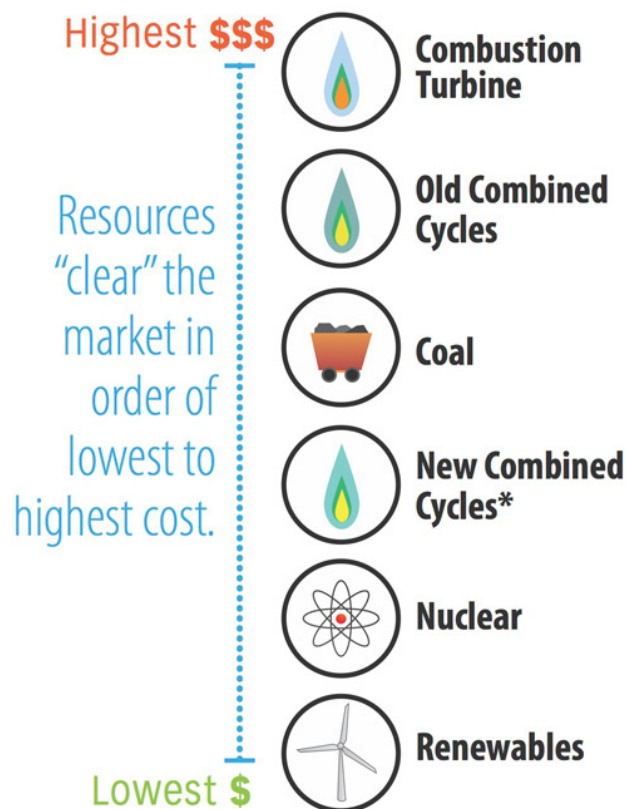 Highest $$$
Combustion
Turbine
Old Combined
Cycles
Resources
“clear” the
market in
order of
lowest to
highest cost.
Coal
New Combined
Cycles*
Nuclear
Renewables
Lowest $